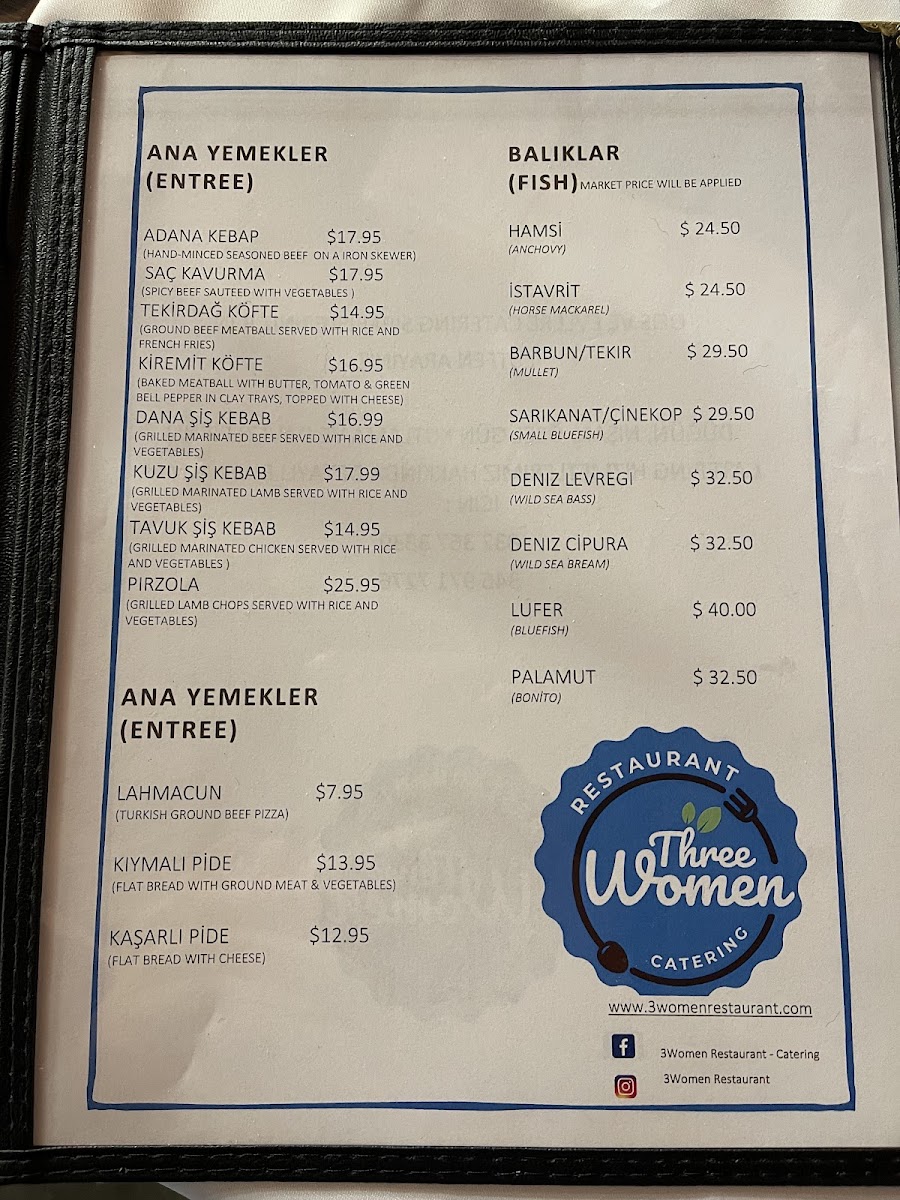 ANA YEMEKLER
(ENTREE)
ADANA KEBAP $17.95
(HAND-MINCED SEASONED BEEF ON A IRON SKEWER)
SAÇ KAVURMA $17.95
(SPICY BEEF SAUTEED WITH VEGETABLES )
TEKİRDAĞ KÖFTE $14.95
(GROUND BEEF MEATBALL SERVED WITH RICE AND
FRENCH FRIES)
KİREMİT KÖFTE $16.95
(BAKED MEATBALL WITH BUTTER, TOMATO & GREEN
BELL PEPPER IN CLAY TRAYS, TOPPED WITH CHEESE)
DANA ŞİŞ KEBAB $16.99
(GRILLED MARINATED BEEF SERVED WITH RICE AND
VEGETABLES)
KUZU ŞİŞ KEBAB $17.99
(GRILLED MARINATED LAMB SERVED WITH RICE AND
VEGETABLES)
TAVUK ŞİŞ KEBAB $14.95
(GRILLED MARINATED CHICKEN SERVED WITH RICE
AND VEGETABLES )
PIRZOLA $25.95
(GRILLED LAMB CHOPS SERVED WITH RICE AND
VEGETABLES)
ANA YEMEKLER
(ENTREE)
LAHMACUN $7.95
(TURKISH GROUND BEEF PIZZA)
KIYMALI PİDE $13.95
(FLAT BREAD WITH GROUND MEAT & VEGETABLES)
KAŞARLI PİDE $12.95
(FLAT BREAD WITH CHEESE)
BALIKLAR
(FISH) MARKET PRICE WILL BE APPLIED
HAMSİ $ 24.50
(ANCHOVY)
İSTAVRİT $ 24.50
(HORSE MACKAREL)
BARBUN/TEKIR $ 29.50
(MULLET)
SARIKANAT/ÇİNEKOP $ 29.50
(SMALL BLUEFISH)
DENIZ LEVREGI $ 32.50
(WILD SEA BASS)
DENIZ CİPURA $ 32.50
(WILD SEA BREAM)
LUFER $ 40.00
(BLUEFISH)
PALAMUT $ 32.50
(BONİTO)
RESTAURANT
Three
Women
CATERING
www.3womenrestaurant.com
3Women Restaurant - Catering
3Women Restaurant